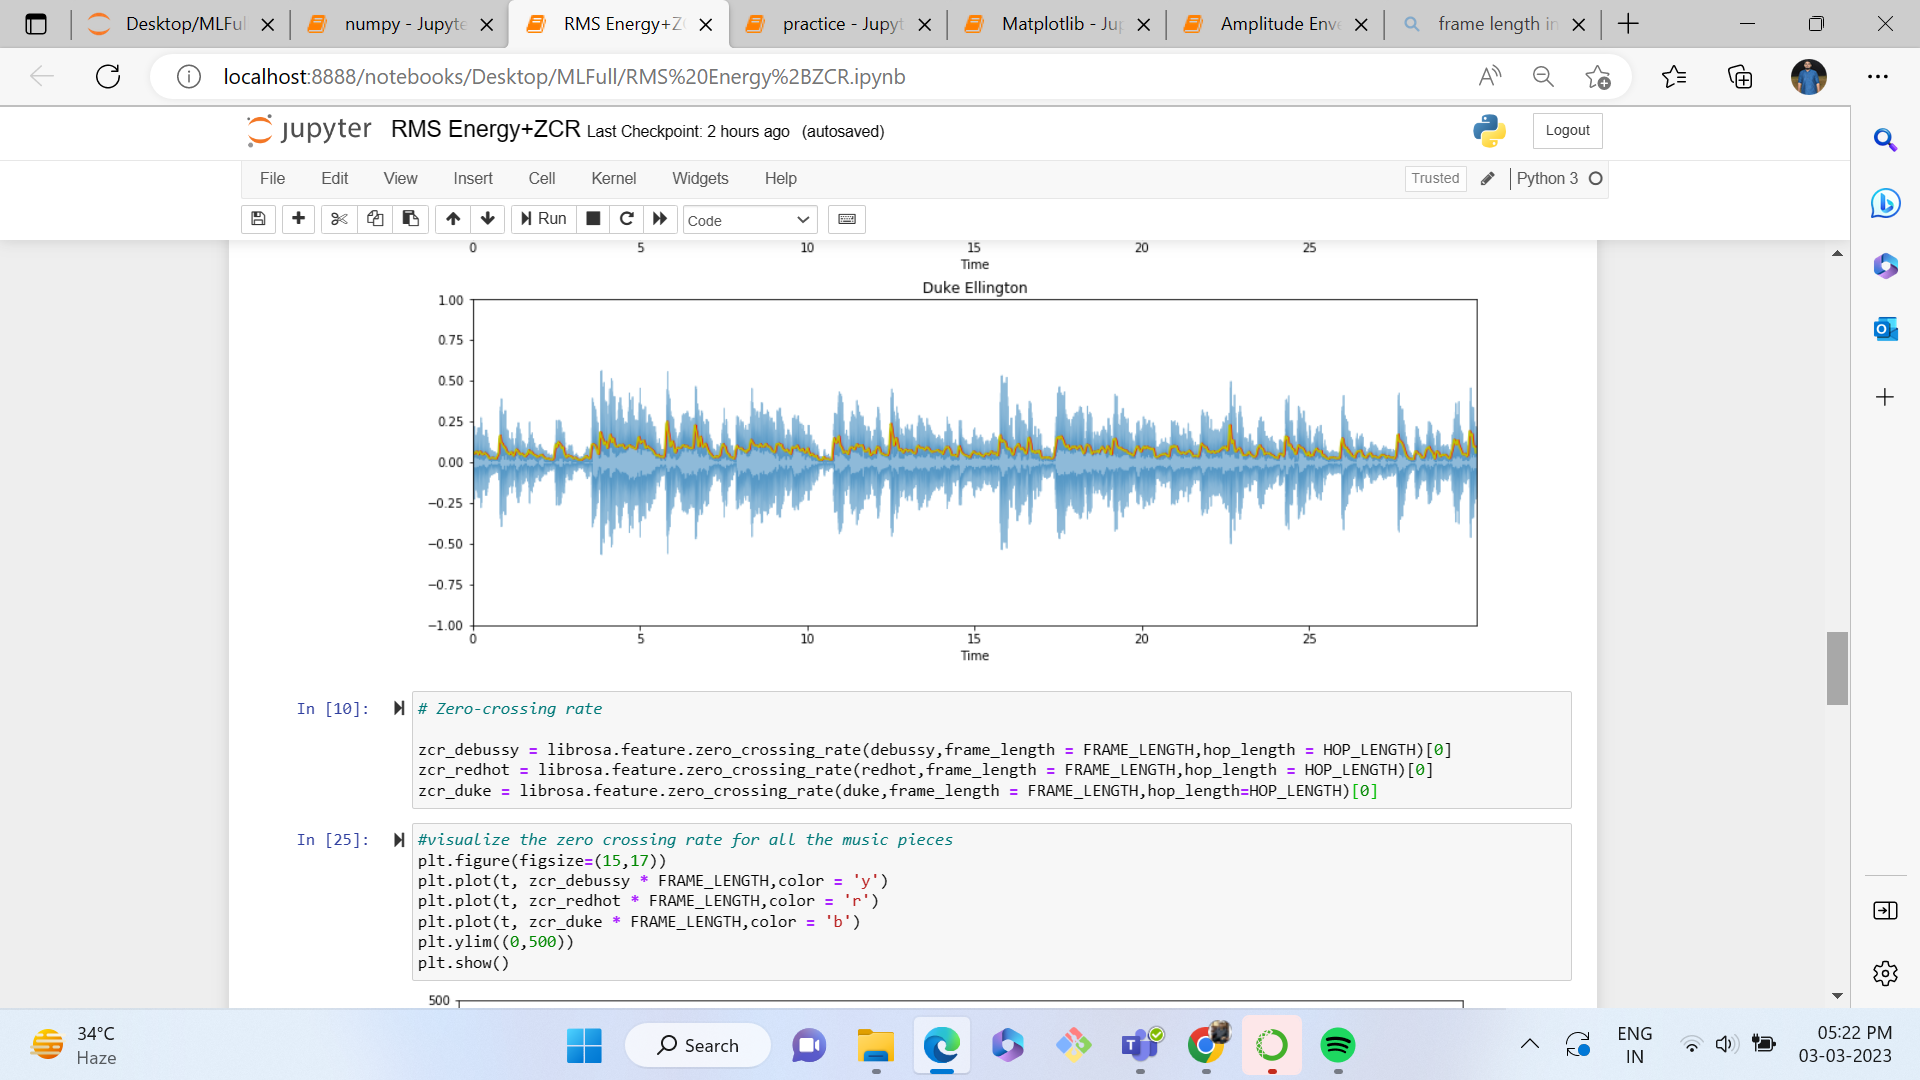 Desktop/MLFul
numpy - Jupyte
RMS Energy+Z
practice - Jupyt
Matplotlib - Jup
Amplitude Enve
frame length in
localhost:8888/notebooks/Desktop/MLFull/RMS%20Energy%2BZCR.ipynb
jupyter RMS Energy+ZCR Last Checkpoint: 2 hours ago (autosaved)
Logout
File Edit View Insert Cell Kernel Widgets Help
Trusted Python 3
Run Code
0 5 10 15 20 25
Time
Duke Ellington
1.00
0.75
0.50
0.25
0.00
−0.25
−0.50
−0.75
−1.00
0 5 10 15 20 25
Time
In [10]: # Zero-crossing rate
zcr_debussy = librosa.feature.zero_crossing_rate(debussy,frame_length = FRAME_LENGTH,hop_length = HOP_LENGTH)[0]
zcr_redhot = librosa.feature.zero_crossing_rate(redhot,frame_length = FRAME_LENGTH,hop_length = HOP_LENGTH)[0]
zcr_duke = librosa.feature.zero_crossing_rate(duke,frame_length = FRAME_LENGTH,hop_length=HOP_LENGTH)[0]
In [25]: #visualize the zero crossing rate for all the music pieces
plt.figure(figsize=(15,17))
plt.plot(t, zcr_debussy * FRAME_LENGTH,color = 'y')
plt.plot(t, zcr_redhot * FRAME_LENGTH,color = 'r')
plt.plot(t, zcr_duke * FRAME_LENGTH,color = 'b')
plt.ylim((0,500))
plt.show()
500
34°C
Haze
Search
ENG
IN
05:22 PM
03-03-2023